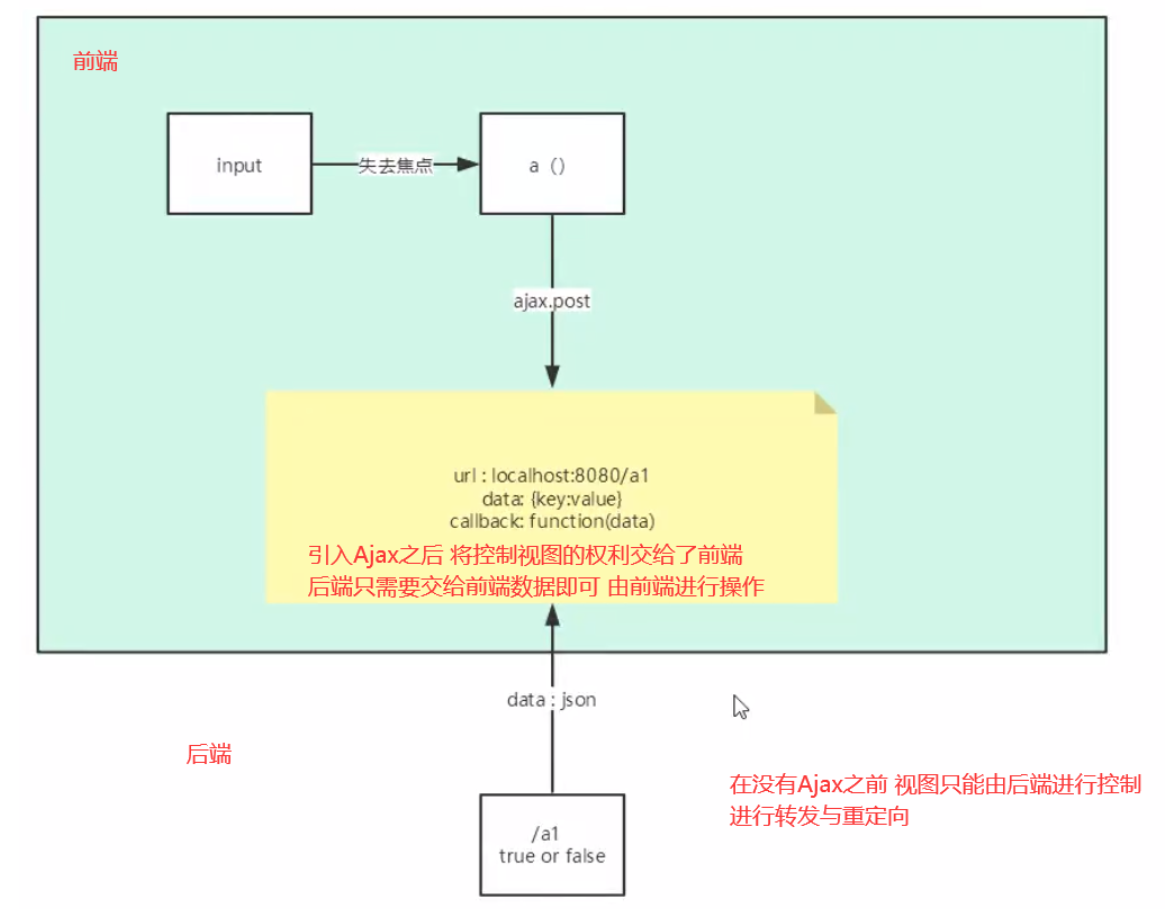 前端
input
失去焦点
a（）
ajax.post
url : localhost:8080/a1
data: {key:value}
callback: function(data)
引入Ajax之后 将控制视图的权利交给了前端
后端只需要交给前端数据即可 由前端进行操作
data : json
后端
在没有Ajax之前 视图只能由后端进行控制
进行转发与重定向
/a1
true or false